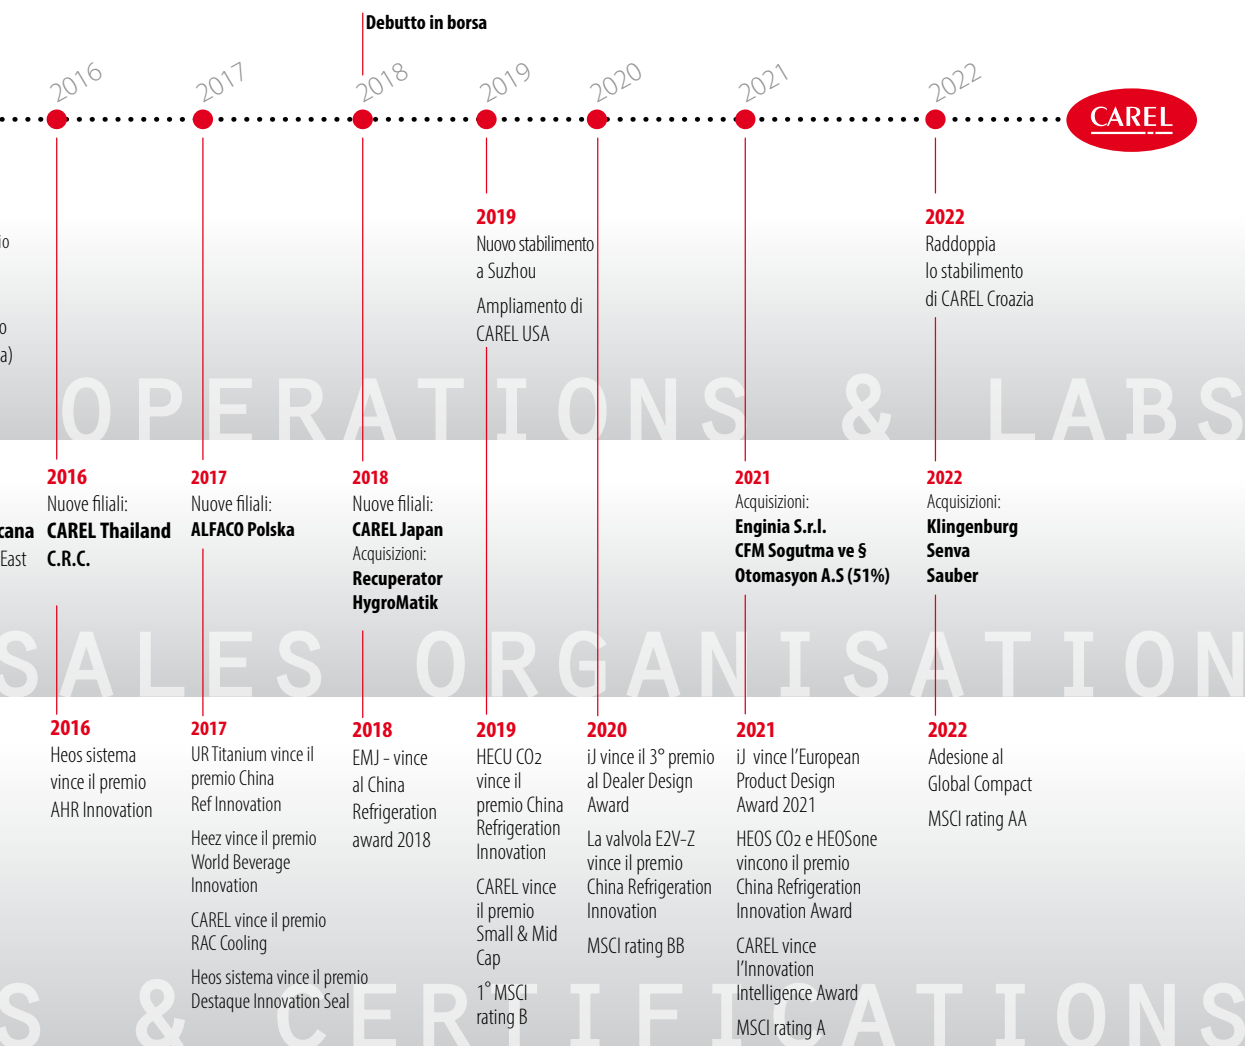 Debutto in borsa
2016
2017
2018
2019
2020
2021
2022
CAREL
io
o
a)
2019
Nuovo stabilimento
a Suzhou
Ampliamento di
CAREL USA
2022
Raddoppia
lo stabilimento
di CAREL Croazia
OPERATIONS & LABS
cana
East
2016
Nuove filiali:
CAREL Thailand
C.R.C.
2017
Nuove filiali:
ALFACO Polska
2018
Nuove filiali:
CAREL Japan
Acquisizioni:
Recuperator
HygroMatik
2021
Acquisizioni:
Enginia S.r.l.
CFM Sogutma ve §
Otomasyon A.S (51%)
2022
Acquisizioni:
Klingenburg
Senva
Sauber
SALES ORGANISATION
2016
Heos sistema
vince il premio
AHR Innovation
2017
UR Titanium vince il
premio China
Ref Innovation
Heez vince il premio
World Beverage
Innovation
CAREL vince il premio
RAC Cooling
Heos sistema vince il premio
Destaque Innovation Seal
2018
EMJ - vince
al China
Refrigeration
award 2018
2019
HECU CO2
vince il
premio China
Refrigeration
Innovation
CAREL vince
il premio
Small & Mid
Cap
1° MSCI
rating B
2020
iJ vince il 3° premio
al Dealer Design
Award
La valvola E2V-Z
vince il premio
China Refrigeration
Innovation
MSCI rating BB
2021
iJ vince l’European
Product Design
Award 2021
HEOS CO2 e HEOSone
vincono il premio
China Refrigeration
Innovation Award
CAREL vince
l’Innovation
Intelligence Award
MSCI rating A
2022
Adesione al
Global Compact
MSCI rating AA
S & CERTIFICATIONS